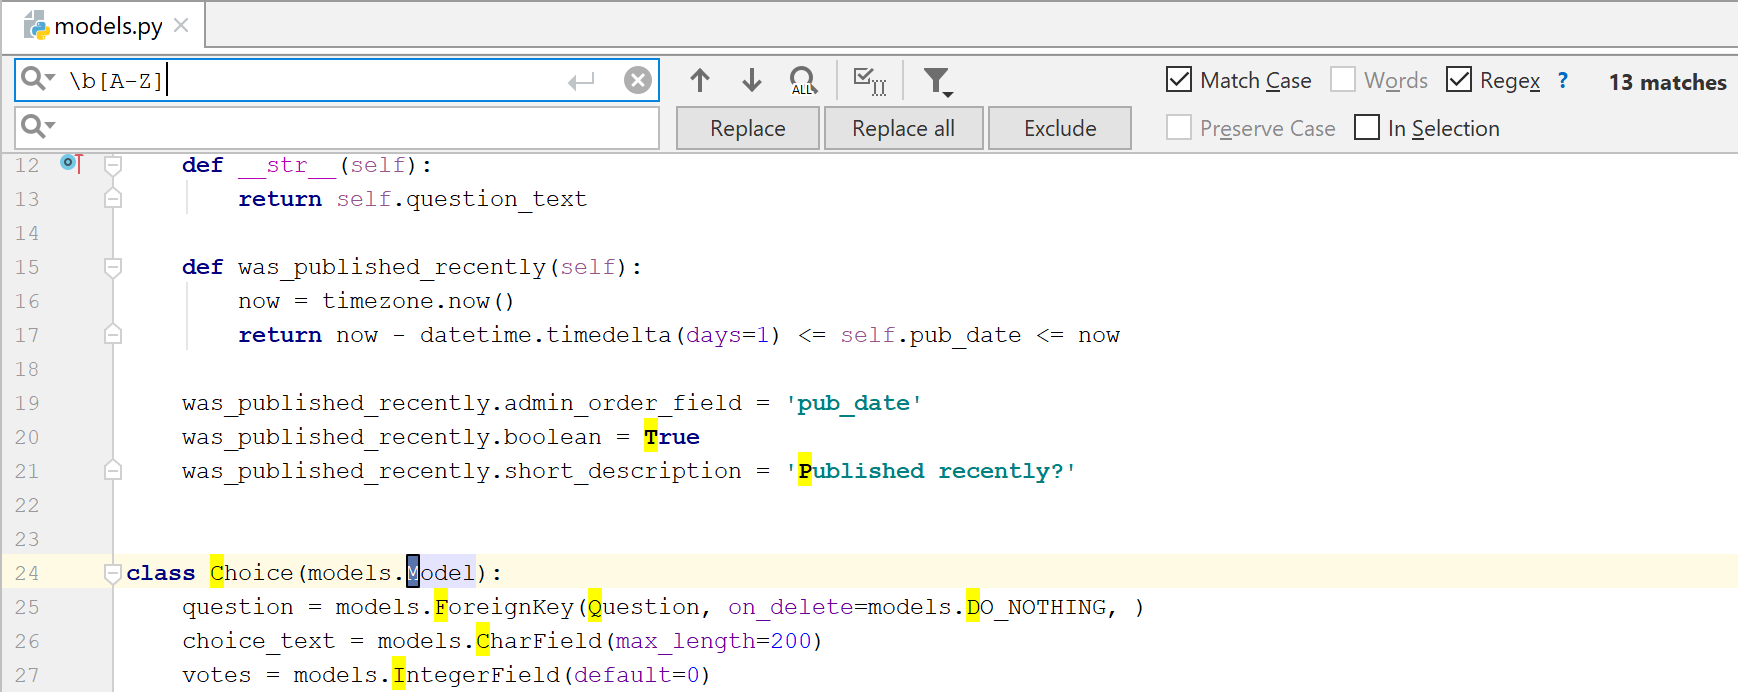 models.py
\b[A-Z]
ALL
Match Case Words Regex ? 13 matches
Replace Replace all Exclude Preserve Case In Selection
12 def __str__(self):
13 return self.question_text
14
15 def was_published_recently(self):
16 now = timezone.now()
17 return now - datetime.timedelta(days=1) <= self.pub_date <= now
18
19 was_published_recently.admin_order_field = 'pub_date'
20 was_published_recently.boolean = True
21 was_published_recently.short_description = 'Published recently?'
22
23
24 class Choice(models.Model):
25 question = models.ForeignKey(Question, on_delete=models.DO_NOTHING, )
26 choice_text = models.CharField(max_length=200)
27 votes = models.IntegerField(default=0)